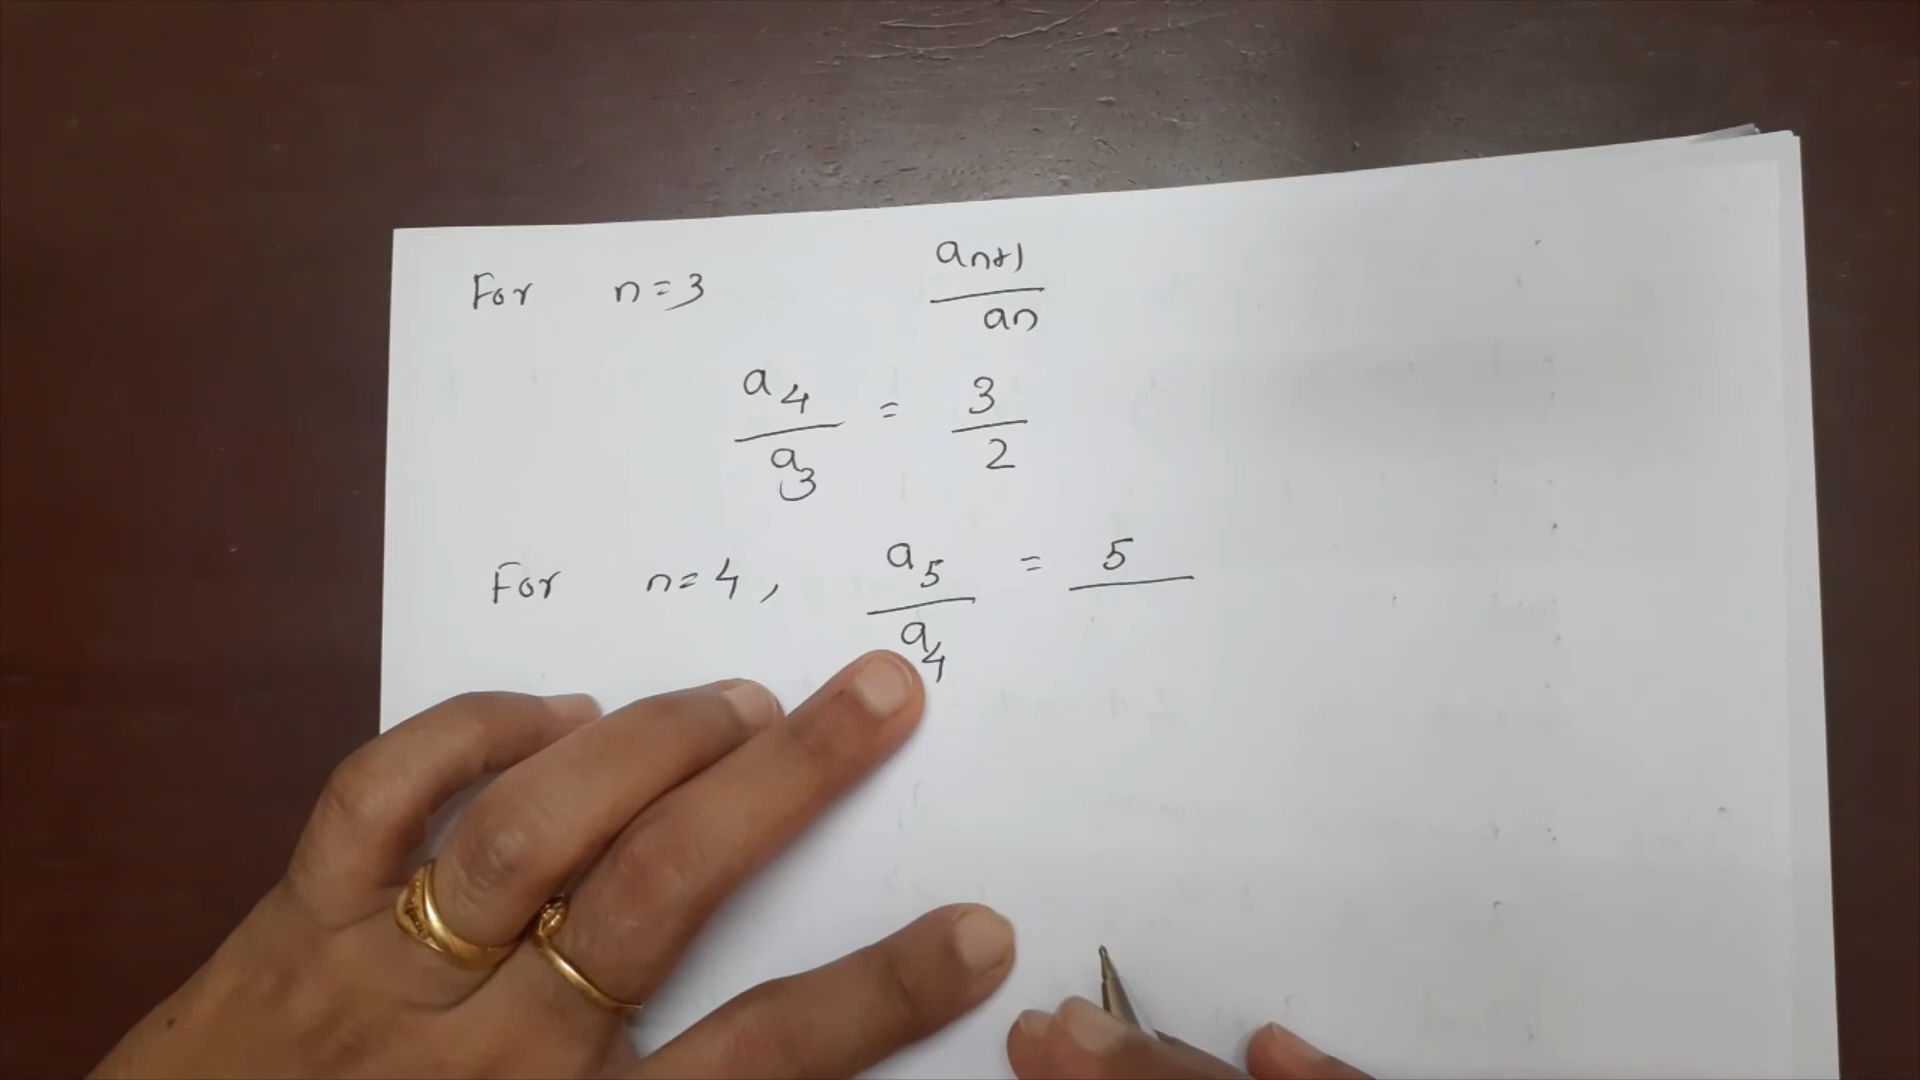 For n=3 aₙ₊₁/aₙ
a₄/a₃ = 3/2
For n=4, a₅/a₄ = 5/